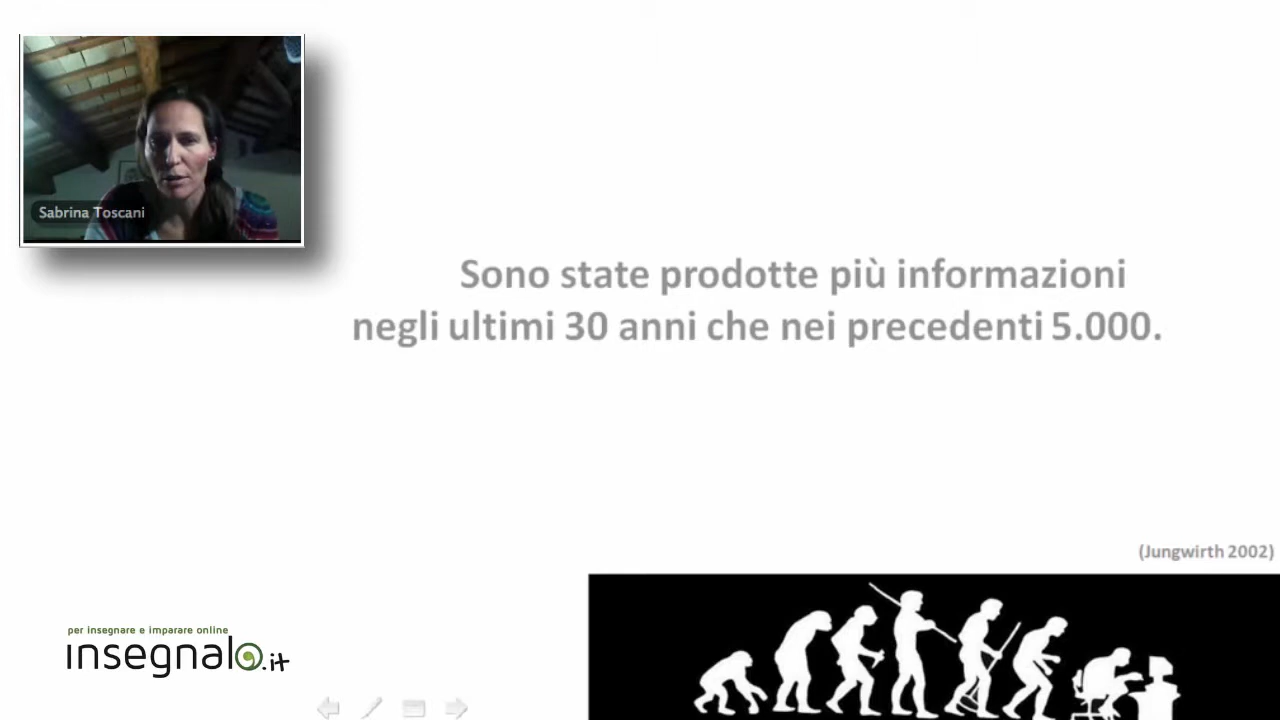 Sabrina Toscani
Sono state prodotte più informazioni
negli ultimi 30 anni che nei precedenti 5.000.
(Jungwirth 2002)
per insegnare e imparare online
insegnalo.it